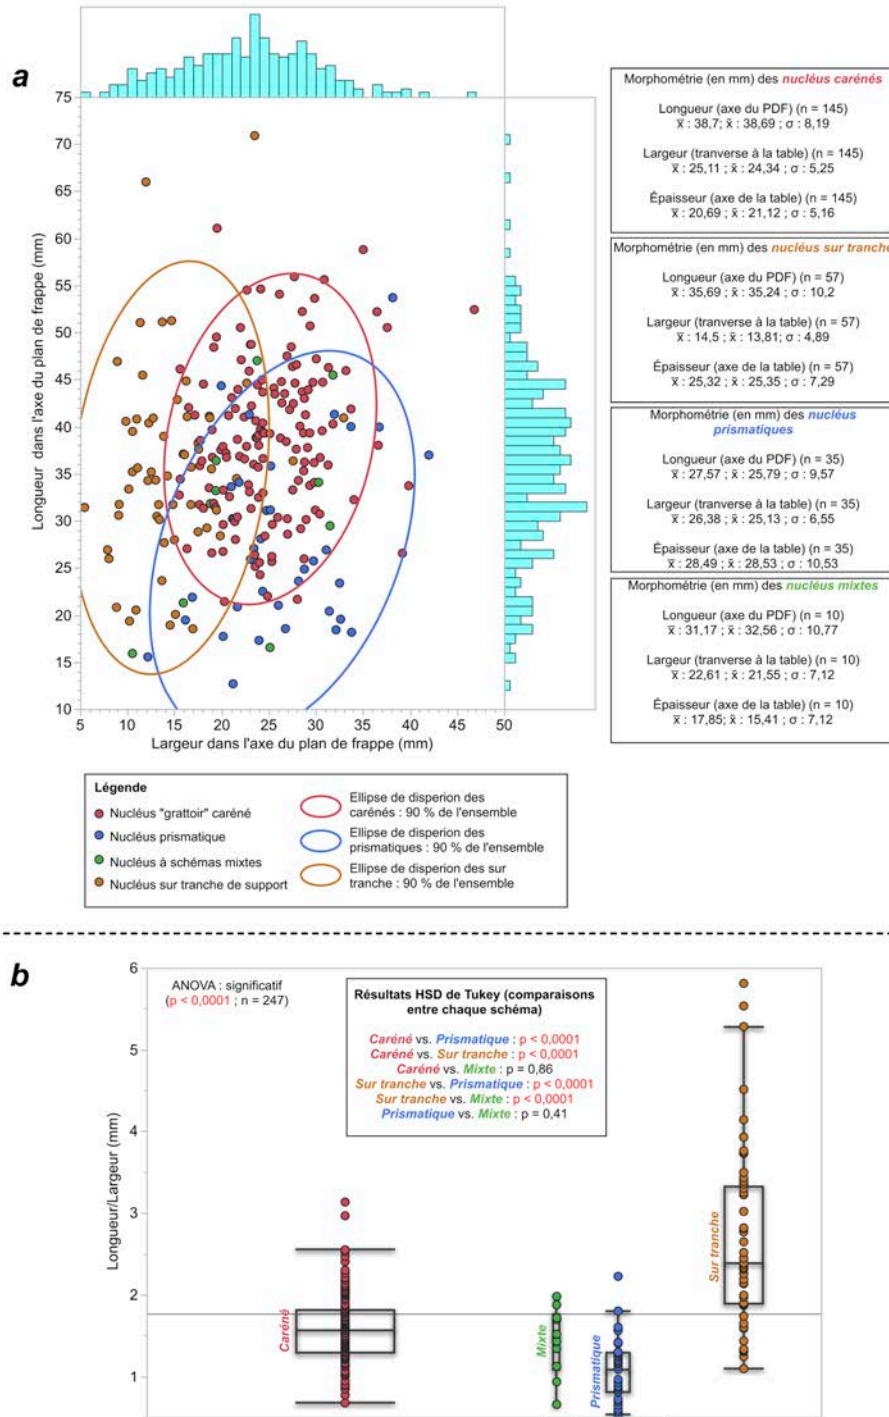 a
75
70
65
60
55
50
45
40
35
30
25
20
15
10
Longueur dans l'axe du plan de frappe (mm)
5 10 15 20 25 30 35 40 45 50
Largeur dans l'axe du plan de frappe (mm)
Morphométrie (en mm) des nucléus carénés
Longueur (axe du PDF) (n = 145)
x̅ : 38,7; x̃ : 38,69 ; σ : 8,19
Largeur (tranverse à la table) (n = 145)
x̅ : 25,11 ; x̃ : 24,34 ; σ : 5,25
Épaisseur (axe de la table) (n = 145)
x̅ : 20,69 ; x̃ : 21,12 ; σ : 5,16
Morphométrie (en mm) des nucléus sur tranche
Longueur (axe du PDF) (n = 57)
x̅ : 35,69; x̃ : 35,24 ; σ : 10,2
Largeur (tranverse à la table) (n = 57)
x̅ : 14,5 ; x̃ : 13,81; σ : 4,89
Épaisseur (axe de la table) (n = 57)
x̅ : 25,32 ; x̃ : 25,35 ; σ : 7,29
Morphométrie (en mm) des nucléus
prismatiques
Longueur (axe du PDF) (n = 35)
x̅ : 27,57 ; x̃ : 25,79 ; σ : 9,57
Largeur (tranverse à la table) (n = 35)
x̅ : 26,38 ; x̃ : 25,13 ; σ : 6,55
Épaisseur (axe de la table) (n = 35)
x̅ : 28,49 ; x̃ : 28,53 ; σ : 10,53
Morphométrie (en mm) des nucléus mixtes
Longueur (axe du PDF) (n = 10)
x̅ : 31,17 ; x̃ : 32,56 ; σ : 10,77
Largeur (tranverse à la table) (n = 10)
x̅ : 22,61 ; x̃ : 21,55 ; σ : 7,12
Épaisseur (axe de la table) (n = 10)
x̅ : 17,85; x̃ : 15,41 ; σ : 7,12
Légende
Nucléus "grattoir" caréné
Nucléus prismatique
Nucléus à schémas mixtes
Nucléus sur tranche de support
Ellipse de disperion des
carénés : 90 % de l'ensemble
Ellipse de disperion des
prismatiques : 90 % de l'ensemble
Ellipse de disperion des sur
tranche : 90 % de l'ensemble
b
6
5
4
3
2
1
Longueur/Largeur (mm)
ANOVA : significatif
(p < 0,0001 ; n = 247)
Résultats HSD de Tukey (comparaisons
entre chaque schéma)
Caréné vs. Prismatique : p < 0,0001
Caréné vs. Sur tranche : p < 0,0001
Caréné vs. Mixte : p = 0,86
Sur tranche vs. Prismatique : p < 0,0001
Sur tranche vs. Mixte : p < 0,0001
Prismatique vs. Mixte : p = 0,41
Caréné
Mixte
Prismatique
Sur tranche